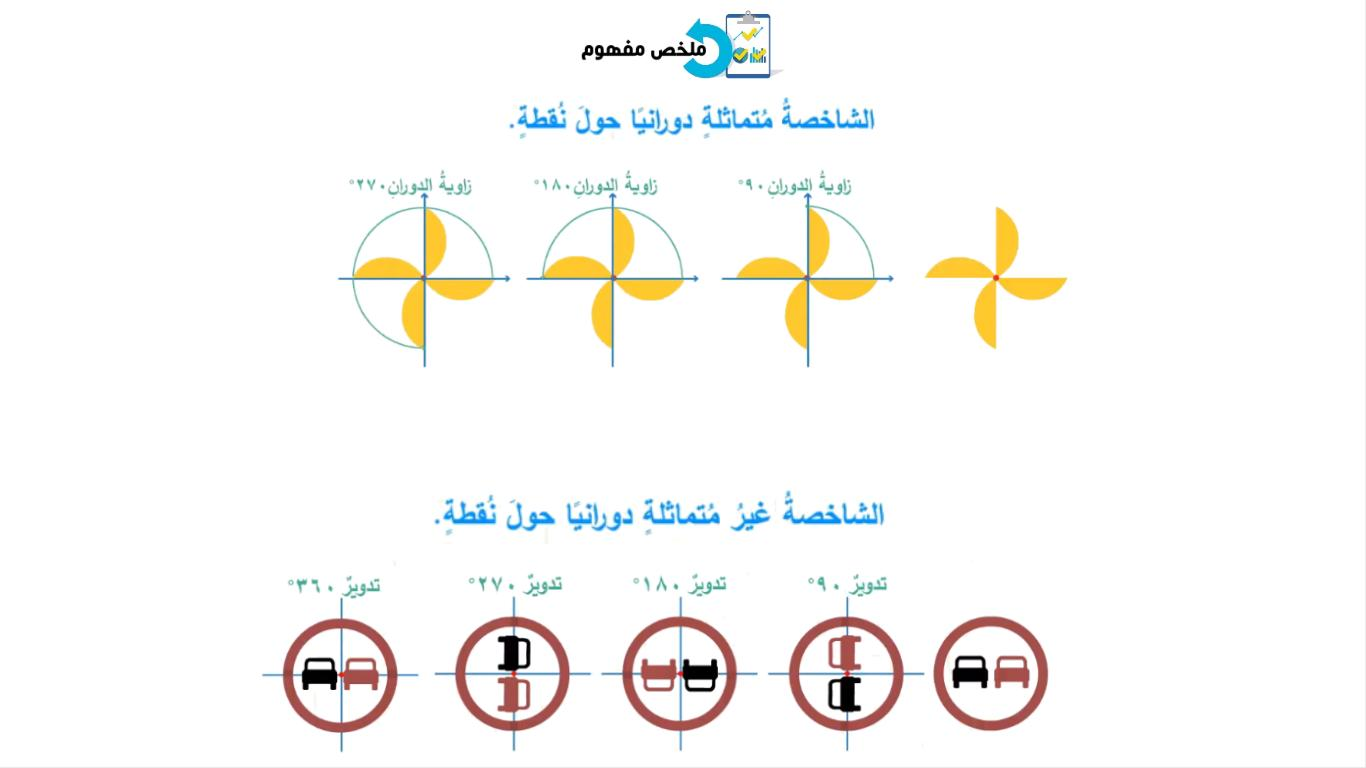 ملخص مفهوم
الشاخصةُ مُتماثلةٍ دورانيًا حولَ نُقطةٍ.
زاويةُ الدورانِ ٩٠°
زاويةُ الدورانِ ١٨٠°
زاويةُ الدورانِ ٢٧٠°
الشاخصةُ غيرُ مُتماثلةٍ دورانيًا حولَ نُقطةٍ.
تدويرٌ ٩٠°
تدويرٌ ١٨٠°
تدويرٌ ٢٧٠°
تدويرٌ ٣٦٠°